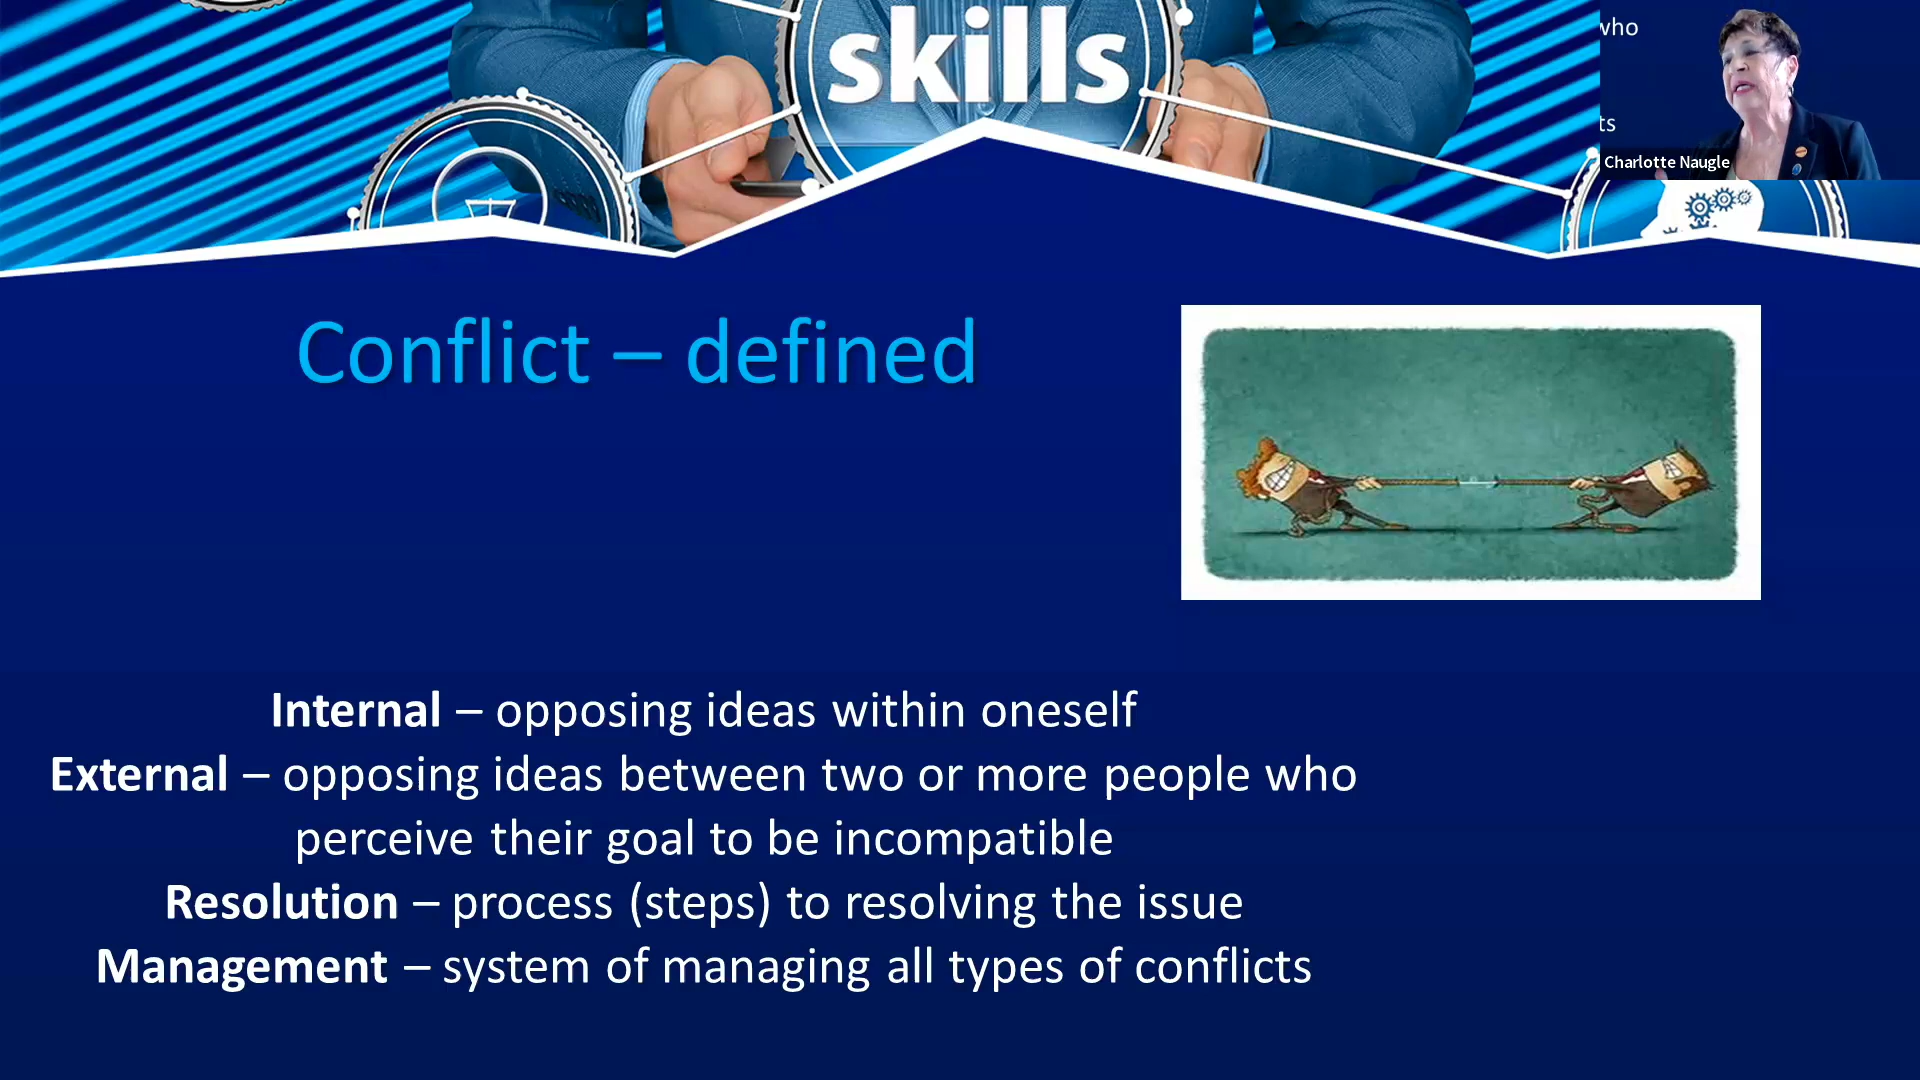 skills
who
ts
Charlotte Naugle
Conflict – defined
Internal – opposing ideas within oneself
External – opposing ideas between two or more people who
perceive their goal to be incompatible
Resolution – process (steps) to resolving the issue
Management – system of managing all types of conflicts